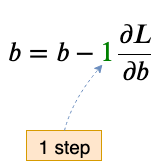 b = b − 1 ∂L/∂b
1 step